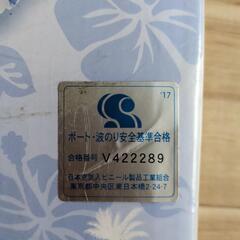 '17
ボート・波のり安全基準合格
合格番号 V422289
日本空気入ビニール製品工業組合
東京都中央区東日本橋2-24-7